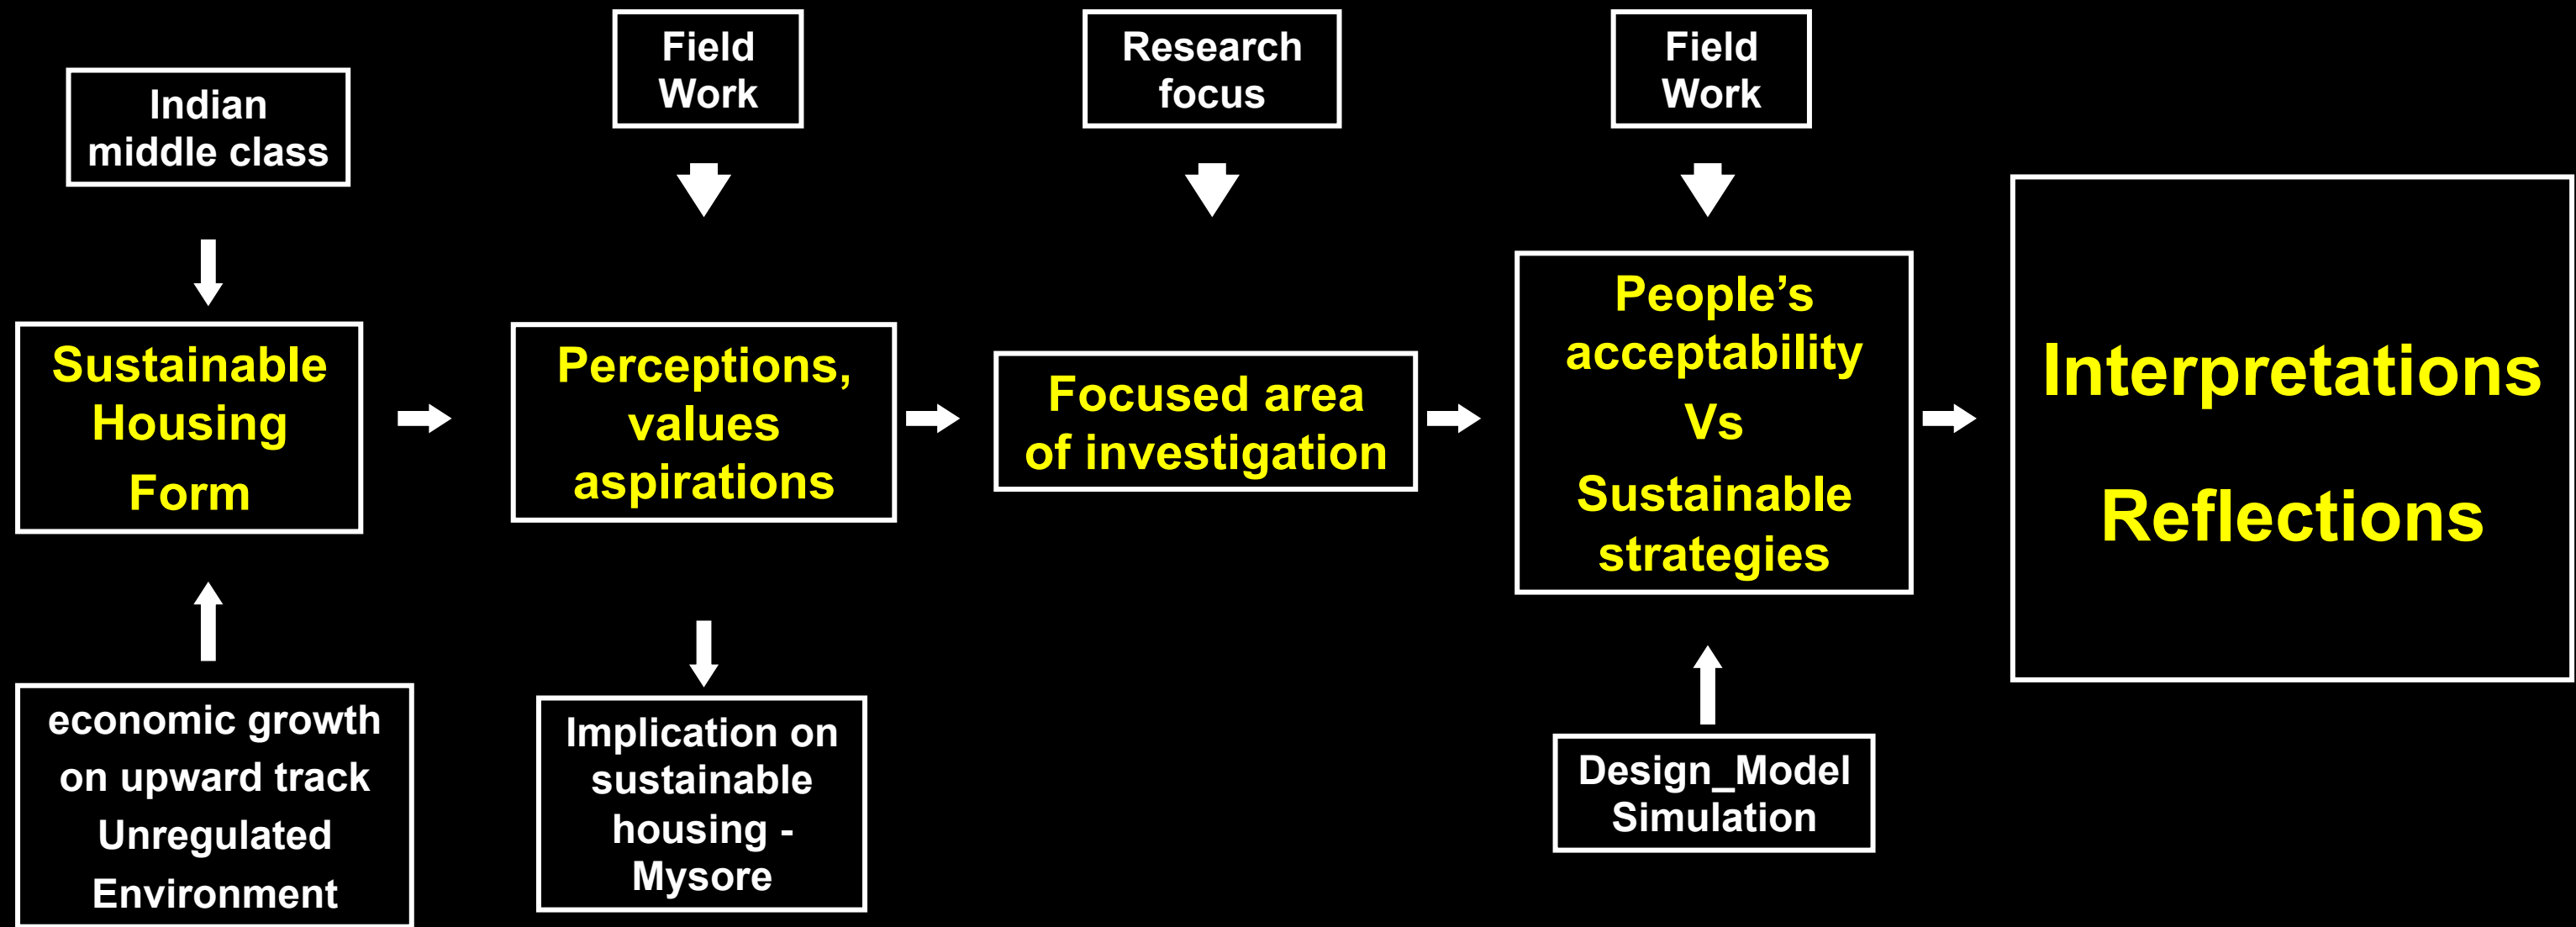 Indian
middle class
Field
Work
Research
focus
Field
Work
Sustainable
Housing
Form
Perceptions,
values
aspirations
Focused area
of investigation
People’s
acceptability
Vs
Sustainable
strategies
Interpretations
Reflections
economic growth
on upward track
Unregulated
Environment
Implication on
sustainable
housing -
Mysore
Design_Model
Simulation